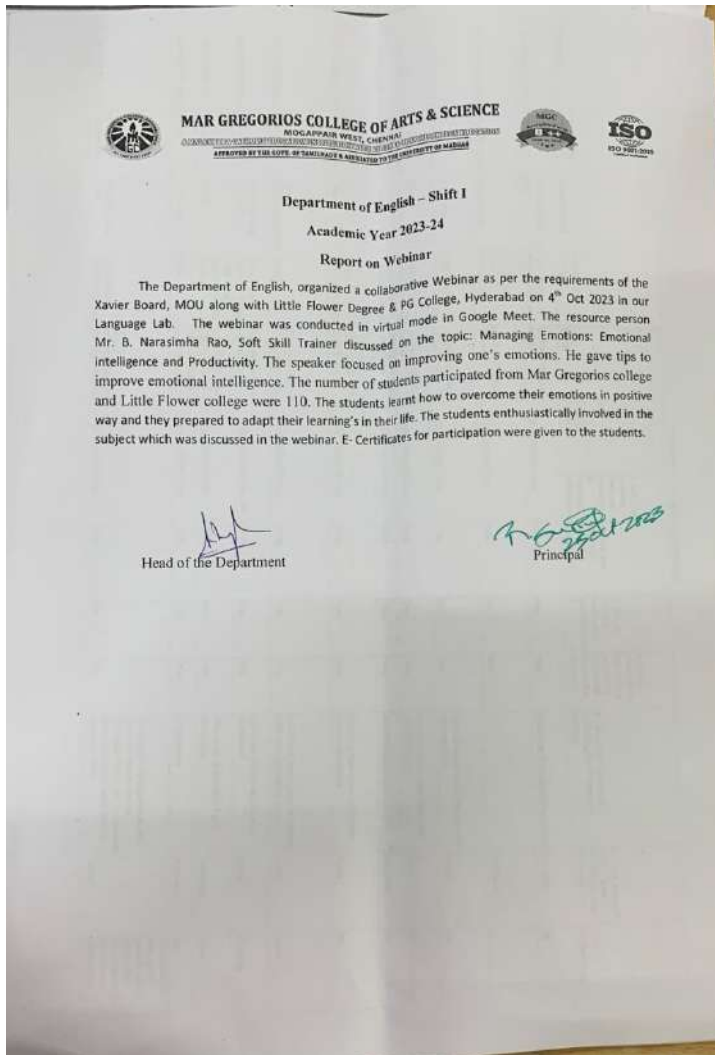 MAR GREGORIOS COLLEGE OF ARTS & SCIENCE
MOGAPPAIR WEST, CHENNAI
APPROVED BY THE GOVT. OF TAMILNADU & AFFILIATED TO THE UNIVERSITY OF MADRAS
MGC
ISO
ISO 9001:2015
Department of English – Shift I
Academic Year 2023-24
Report on Webinar
The Department of English, organized a collaborative Webinar as per the requirements of the
Xavier Board, MOU along with Little Flower Degree & PG College, Hyderabad on 4th Oct 2023 in our
Language Lab. The webinar was conducted in virtual mode in Google Meet. The resource person
Mr. B. Narasimha Rao, Soft Skill Trainer discussed on the topic: Managing Emotions: Emotional
intelligence and Productivity. The speaker focused on improving one's emotions. He gave tips to
improve emotional intelligence. The number of students participated from Mar Gregorios college
and Little Flower college were 110. The students learnt how to overcome their emotions in positive
way and they prepared to adapt their learning's in their life. The students enthusiastically involved in the
subject which was discussed in the webinar. E- Certificates for participation were given to the students.
Head of the Department
Principal